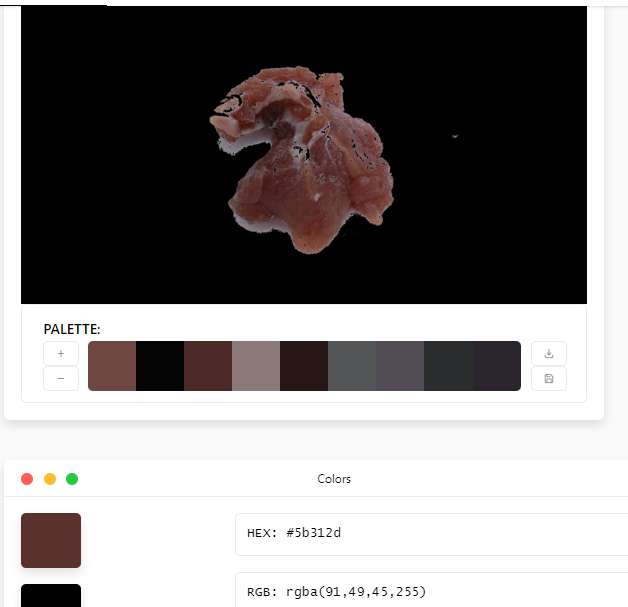 PALETTE:
+
−
Colors
HEX: #5b312d
RGB: rgba(91,49,45,255)